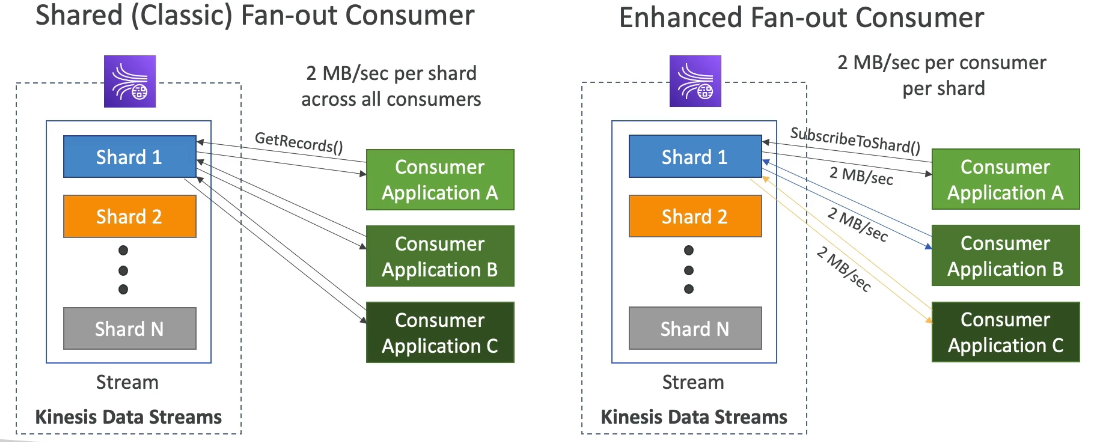 Shared (Classic) Fan-out Consumer
2 MB/sec per shard
across all consumers
GetRecords()
Shard 1
Shard 2
Shard N
Stream
Kinesis Data Streams
Consumer
Application A
Consumer
Application B
Consumer
Application C
Enhanced Fan-out Consumer
2 MB/sec per consumer
per shard
SubscribeToShard()
2 MB/sec
2 MB/sec
2 MB/sec
Shard 1
Shard 2
Shard N
Stream
Kinesis Data Streams
Consumer
Application A
Consumer
Application B
Consumer
Application C